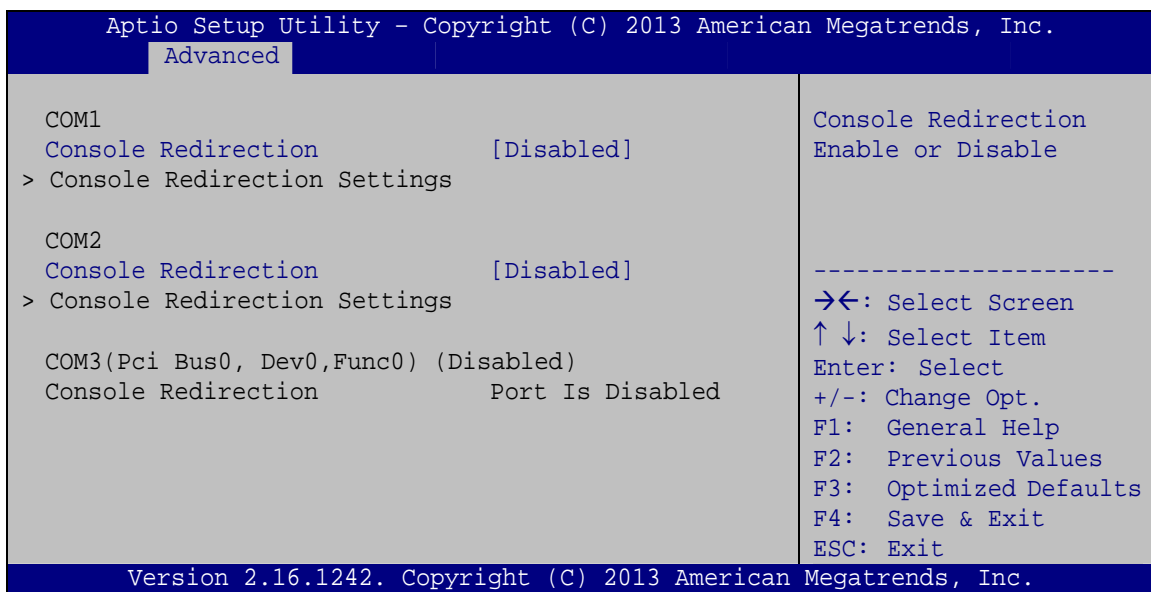 Aptio Setup Utility – Copyright (C) 2013 American Megatrends, Inc.
Advanced
COM1
Console Redirection [Disabled]
> Console Redirection Settings
COM2
Console Redirection [Disabled]
> Console Redirection Settings
COM3(Pci Bus0, Dev0,Func0) (Disabled)
Console Redirection Port Is Disabled
Console Redirection
Enable or Disable
---------------------
→←: Select Screen
↑ ↓: Select Item
Enter: Select
+/-: Change Opt.
F1: General Help
F2: Previous Values
F3: Optimized Defaults
F4: Save & Exit
ESC: Exit
Version 2.16.1242. Copyright (C) 2013 American Megatrends, Inc.